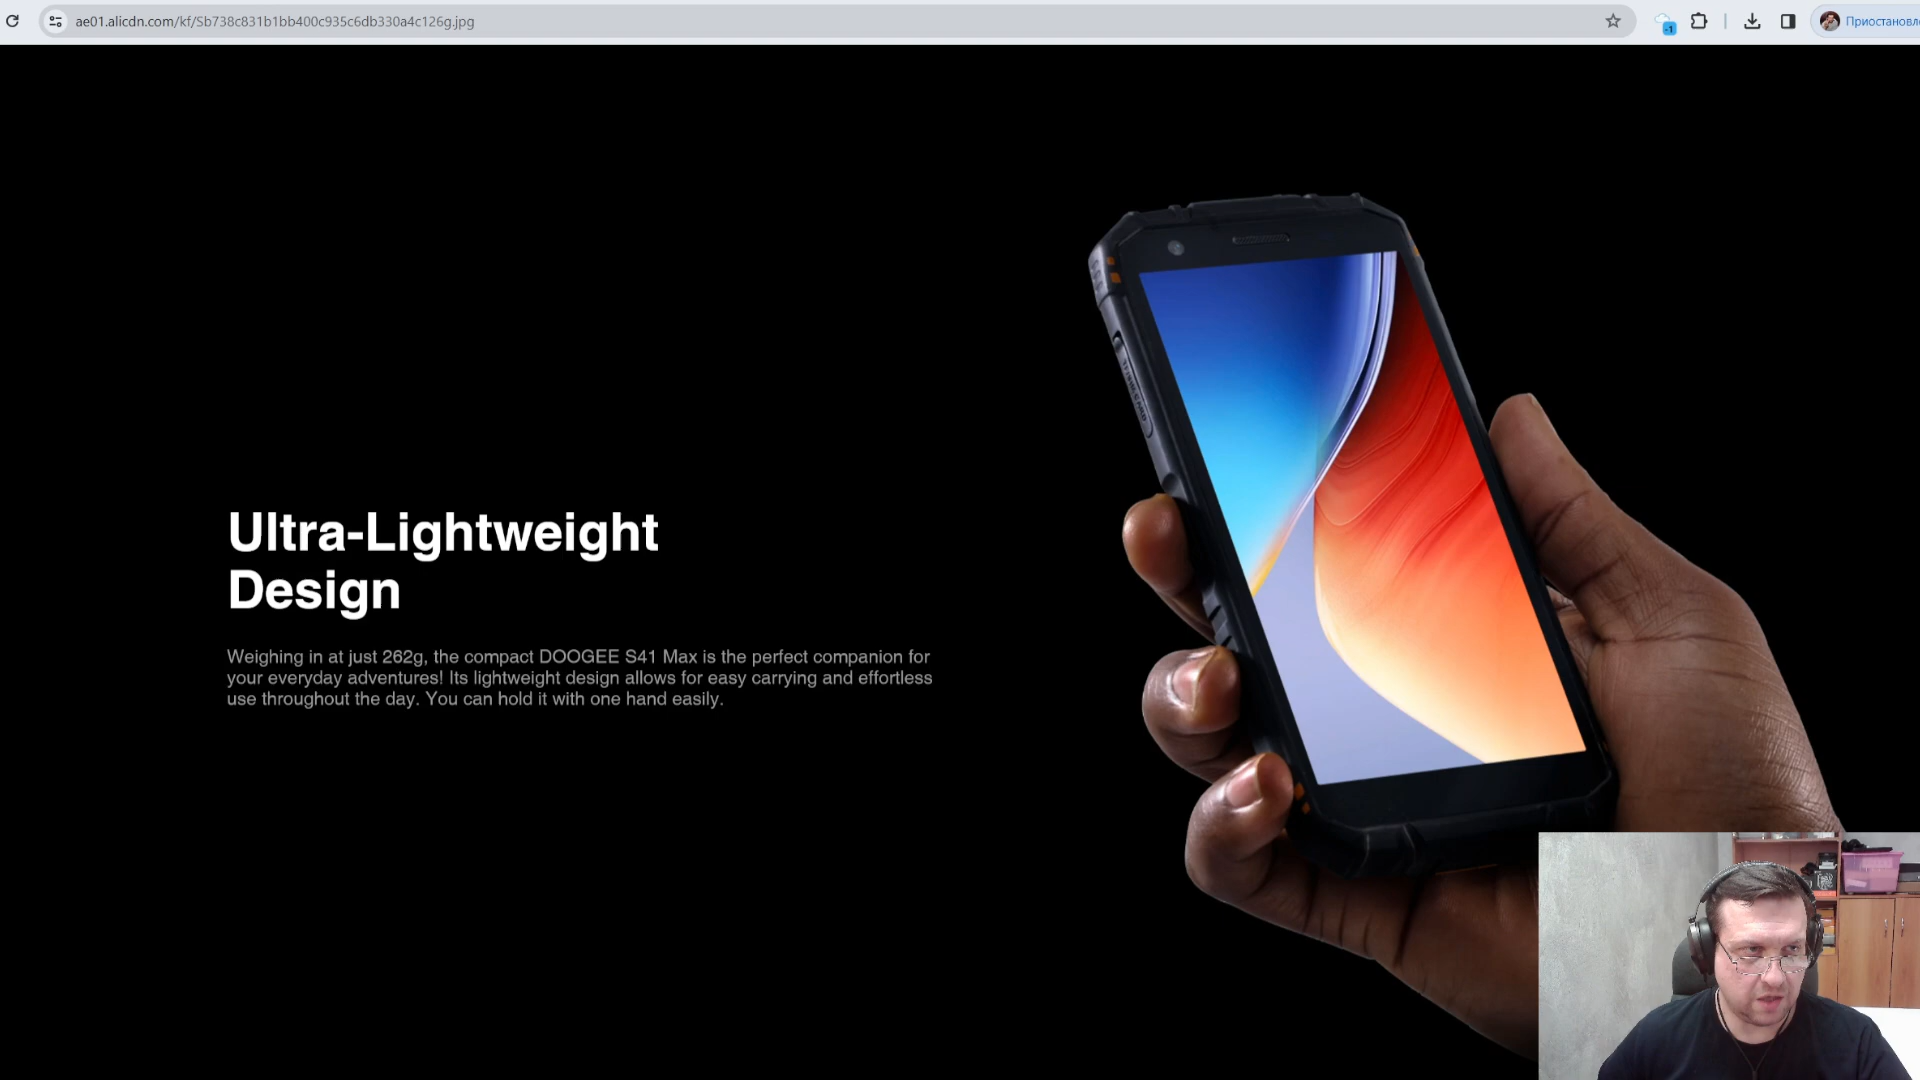 ae01.alicdn.com/kf/Sb738c831b1bb400c935c6db330a4c126g.jpg
-1
Приостановл
Ultra-Lightweight
Design
Weighing in at just 262g, the compact DOOGEE S41 Max is the perfect companion for
your everyday adventures! Its lightweight design allows for easy carrying and effortless
use throughout the day. You can hold it with one hand easily.